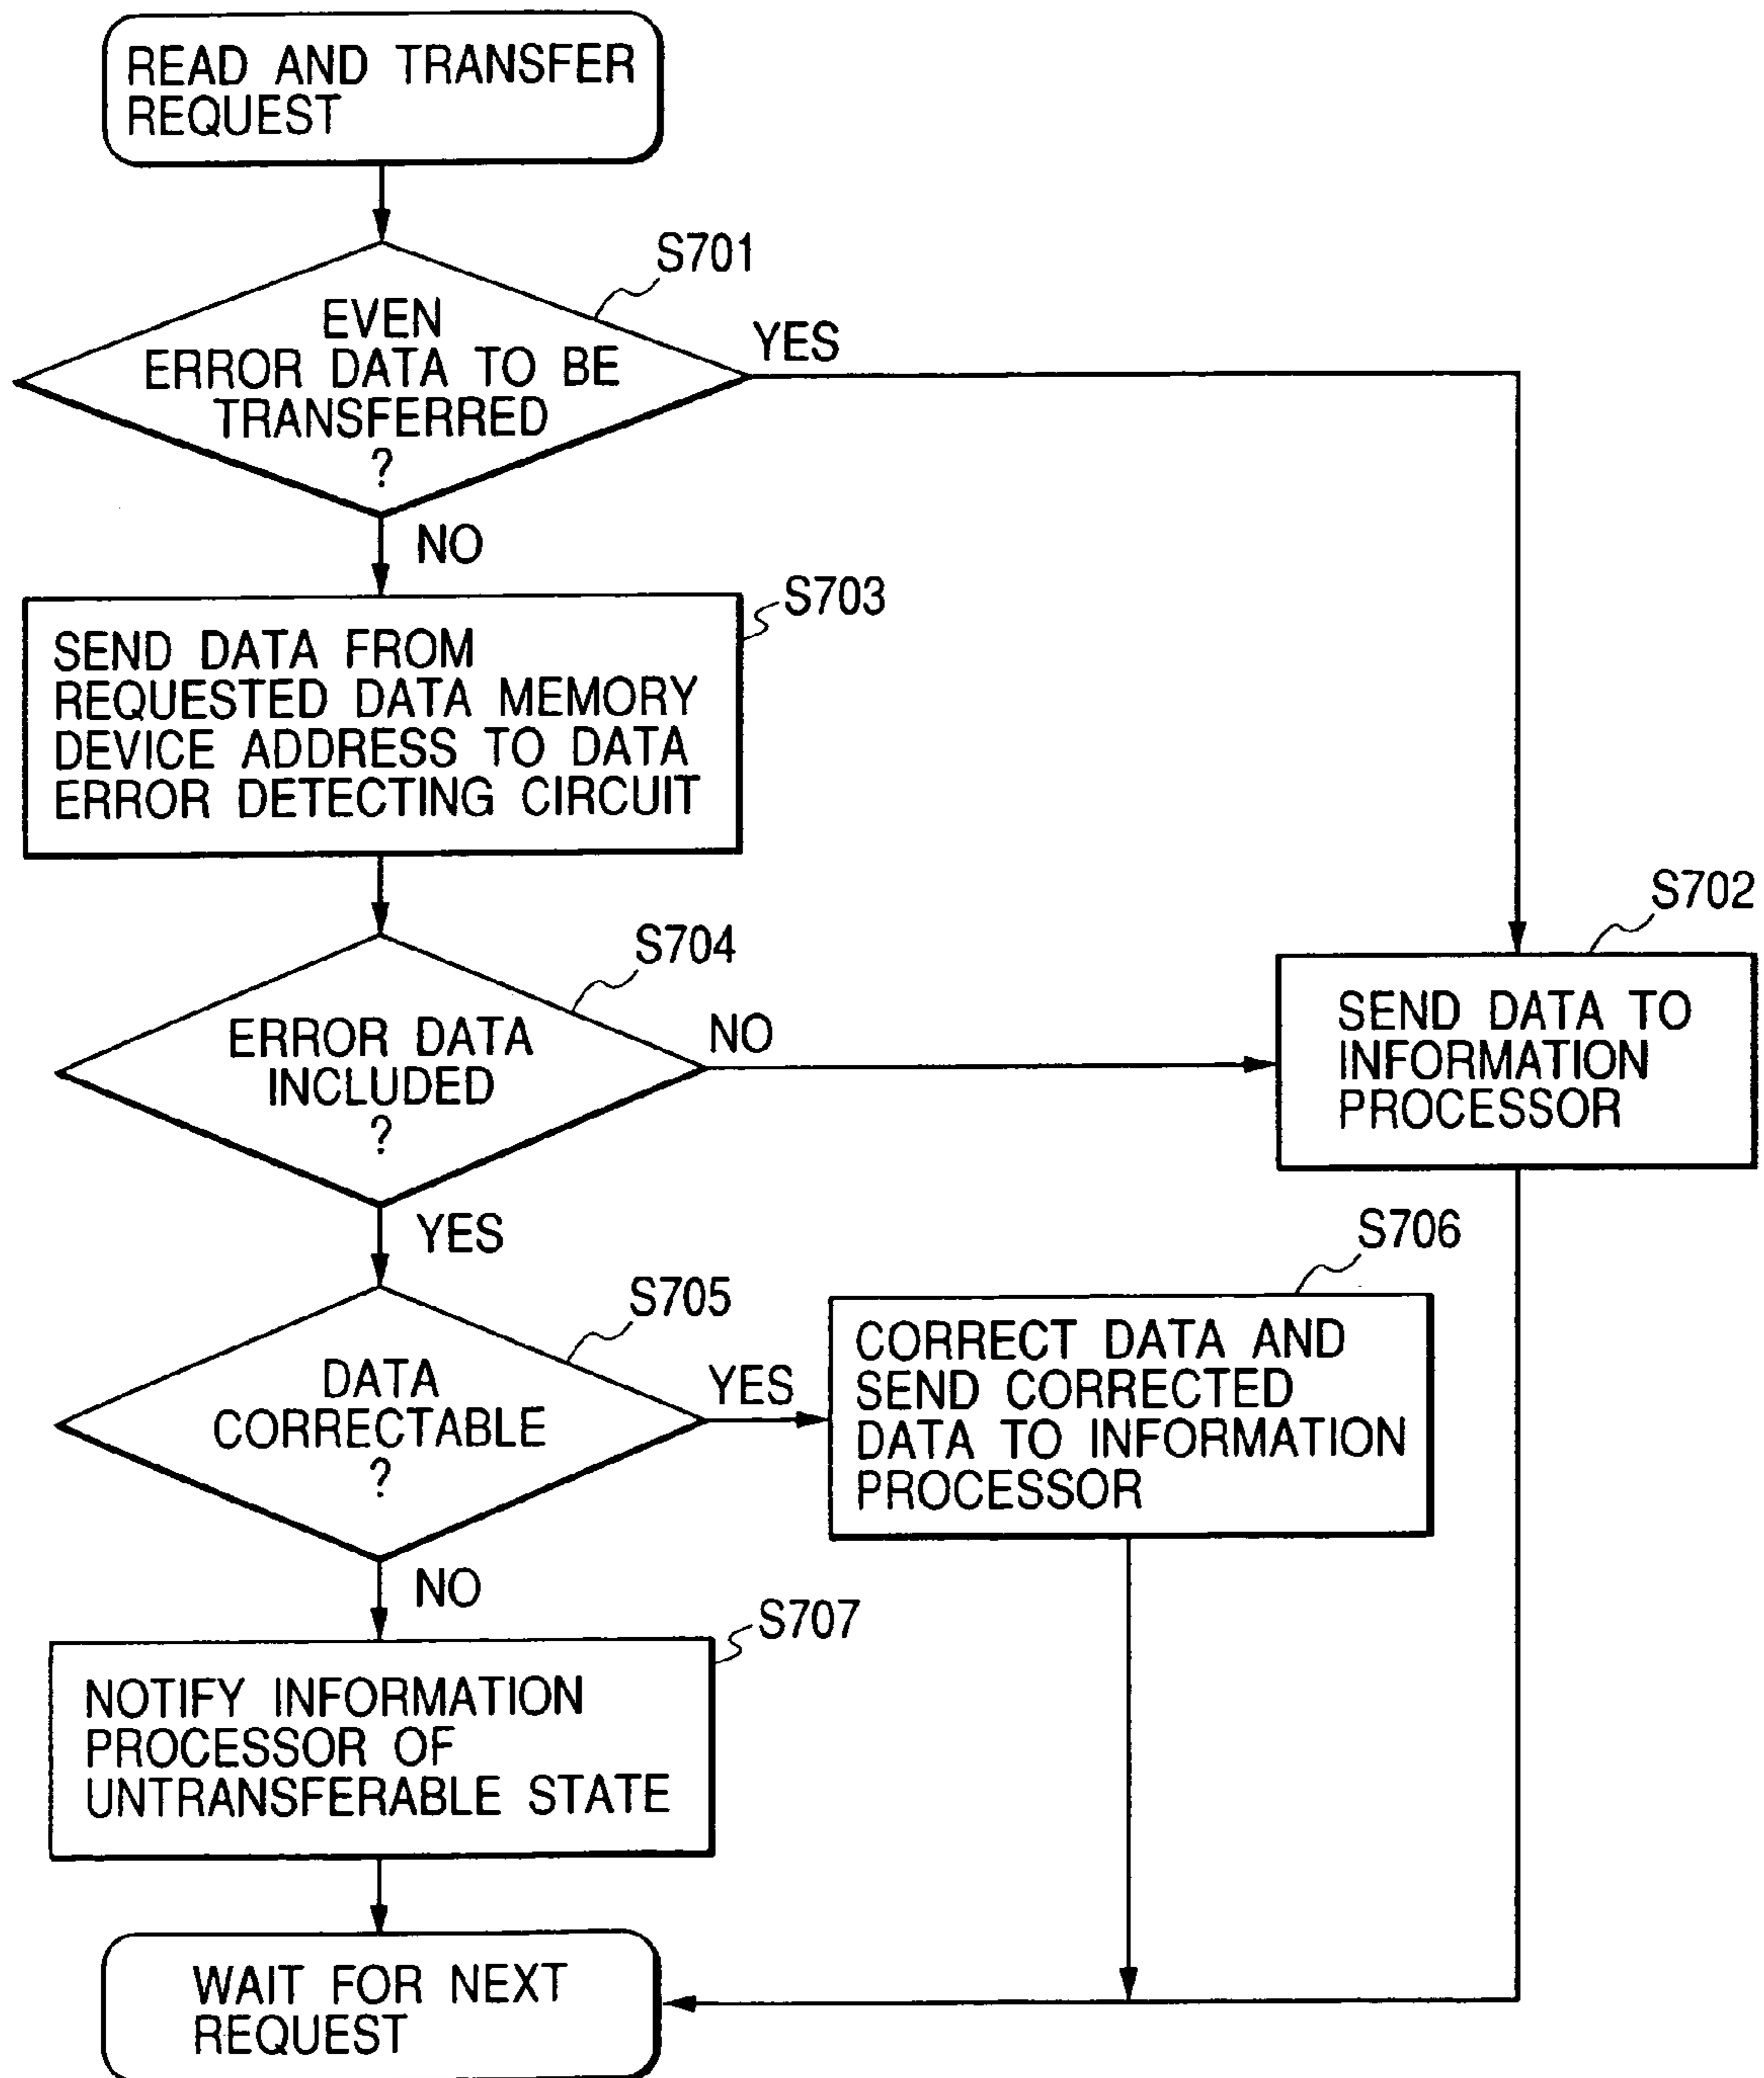 READ AND TRANSFER
REQUEST
S701
EVEN
ERROR DATA TO BE
TRANSFERRED
?
YES
NO
S703
SEND DATA FROM
REQUESTED DATA MEMORY
DEVICE ADDRESS TO DATA
ERROR DETECTING CIRCUIT
S702
SEND DATA TO
INFORMATION
PROCESSOR
S704
ERROR DATA
INCLUDED
?
NO
YES
S705
DATA
CORRECTABLE
?
YES
NO
S706
CORRECT DATA AND
SEND CORRECTED
DATA TO INFORMATION
PROCESSOR
S707
NOTIFY INFORMATION
PROCESSOR OF
UNTRANSFERABLE STATE
WAIT FOR NEXT
REQUEST